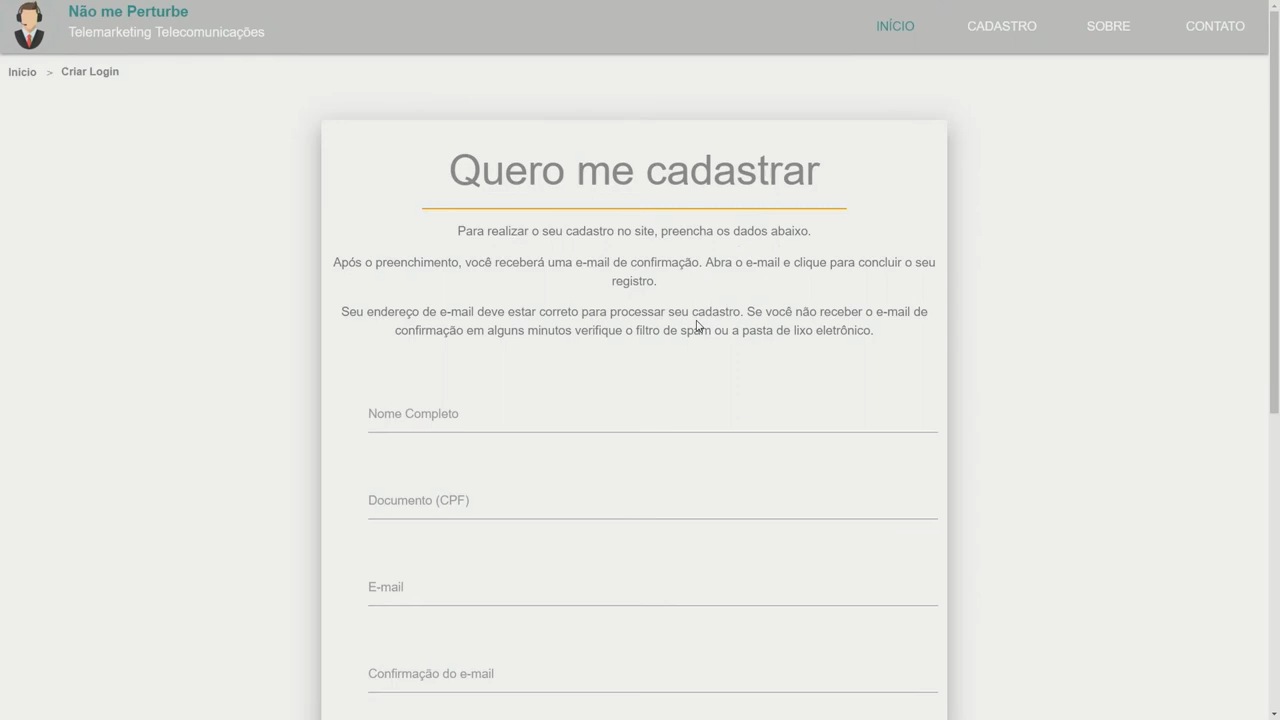 Não me Perturbe
Telemarketing Telecomunicações
INÍCIO CADASTRO SOBRE CONTATO
Inicio > Criar Login
Quero me cadastrar
Para realizar o seu cadastro no site, preencha os dados abaixo.
Após o preenchimento, você receberá uma e-mail de confirmação. Abra o e-mail e clique para concluir o seu
registro.
Seu endereço de e-mail deve estar correto para processar seu cadastro. Se você não receber o e-mail de
confirmação em alguns minutos verifique o filtro de spam ou a pasta de lixo eletrônico.
Nome Completo
Documento (CPF)
E-mail
Confirmação do e-mail